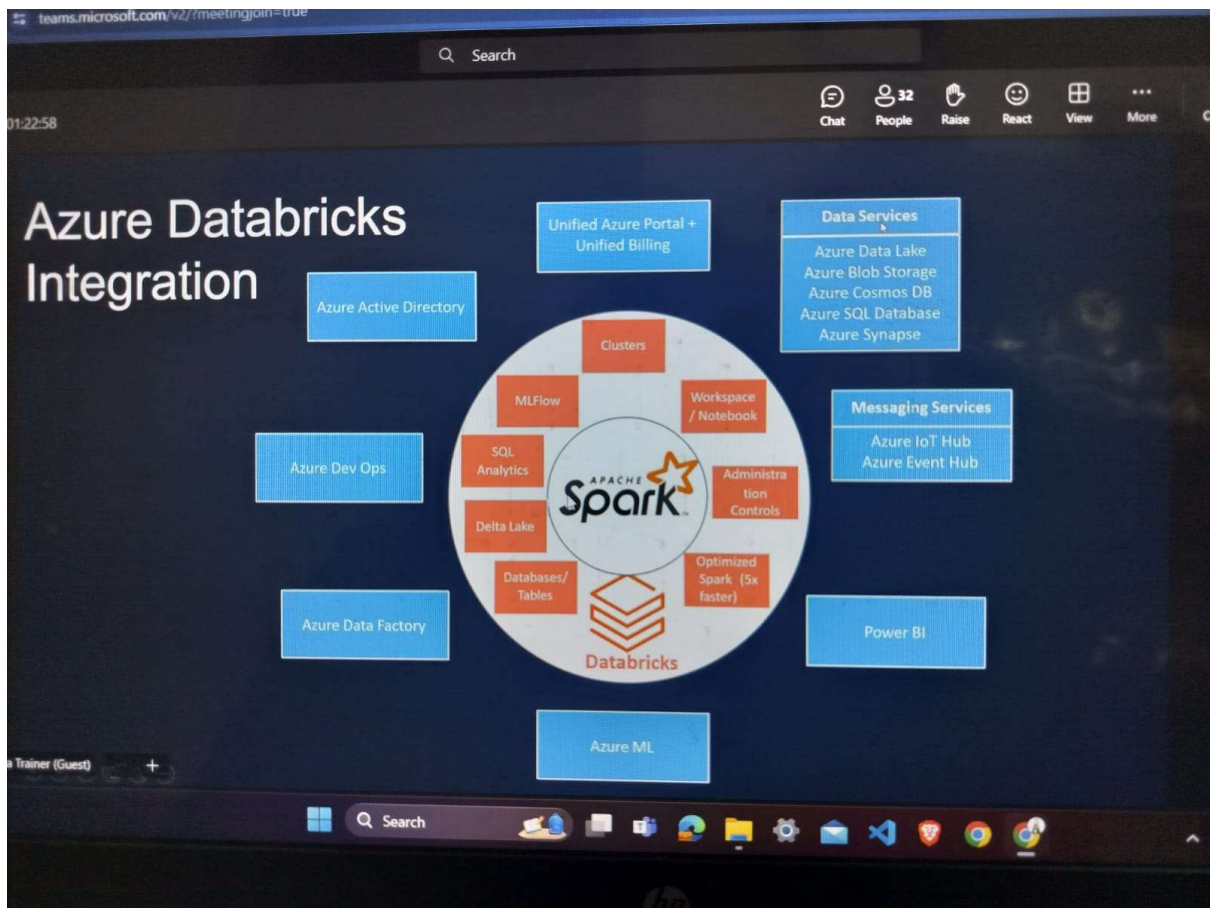 teams.microsoft.com/v2/?meetingjoin=true
Search
01:22:58
32
Chat
People
Raise
React
View
More
Azure Databricks
Integration
Unified Azure Portal +
Unified Billing
Data Services
Azure Data Lake
Azure Blob Storage
Azure Cosmos DB
Azure SQL Database
Azure Synapse
Azure Active Directory
Clusters
MLFlow
Workspace
/ Notebook
Messaging Services
Azure IoT Hub
Azure Event Hub
Azure Dev Ops
SQL
Analytics
APACHE
Spark
Administra
tion
Controls
Delta Lake
Databases/
Tables
Optimized
Spark (5x
faster)
Azure Data Factory
Databricks
Power BI
Azure ML
a Trainer (Guest)
+
Search
hp